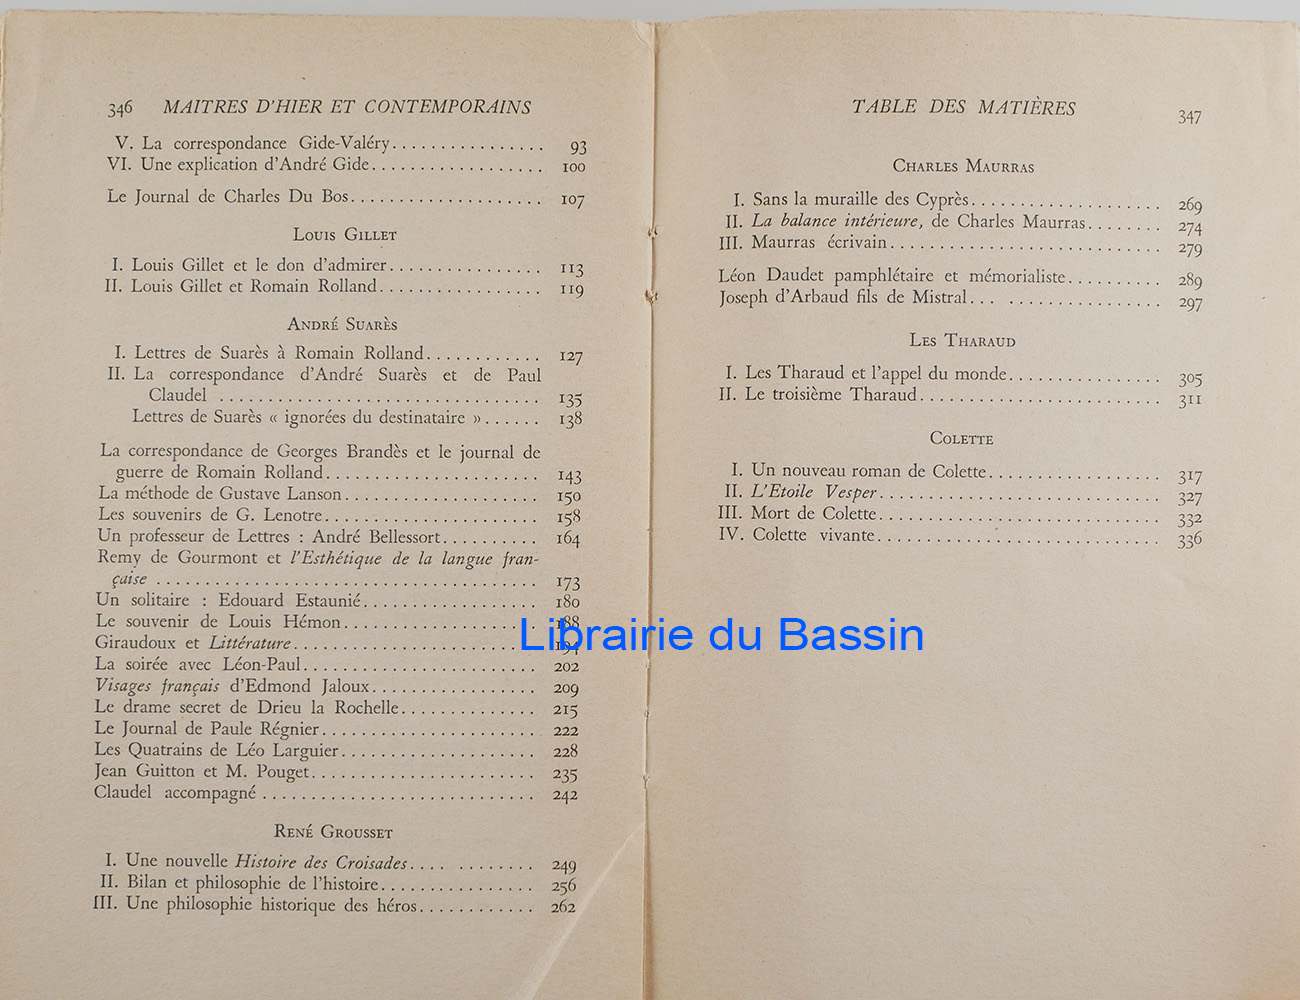 346 MAITRES D'HIER ET CONTEMPORAINS
V. La correspondance Gide-Valéry................ 93
VI. Une explication d'André Gide.................. 100
Le Journal de Charles Du Bos.................... 107
LOUIS GILLET
I. Louis Gillet et le don d'admirer................ 113
II. Louis Gillet et Romain Rolland................. 119
ANDRÉ SUARÈS
I. Lettres de Suarès à Romain Rolland............ 127
II. La correspondance d'André Suarès et de Paul
Claudel .................................. 135
Lettres de Suarès « ignorées du destinataire »...... 138
La correspondance de Georges Brandès et le journal de
guerre de Romain Rolland....................... 143
La méthode de Gustave Lanson.................... 150
Les souvenirs de G. Lenotre....................... 158
Un professeur de Lettres : André Bellessort.......... 164
Remy de Gourmont et l'Esthétique de la langue fran-
çaise ........................................ 173
Un solitaire : Edouard Estaunié................... 180
Le souvenir de Louis Hémon..................... 188
Giraudoux et Littérature.......................... 194
La soirée avec Léon-Paul......................... 202
Visages français d'Edmond Jaloux.................. 209
Le drame secret de Drieu la Rochelle.............. 215
Le Journal de Paule Régnier....................... 222
Les Quatrains de Léo Larguier..................... 228
Jean Guitton et M. Pouget........................ 235
Claudel accompagné ............................. 242
RENÉ GROUSSET
I. Une nouvelle Histoire des Croisades.... ........ 249
II. Bilan et philosophie de l'histoire................ 256
III. Une philosophie historique des héros............ 262
TABLE DES MATIÈRES 347
CHARLES MAURRAS
I. Sans la muraille des Cyprès.................... 269
II. La balance intérieure, de Charles Maurras........ 274
III. Maurras écrivain............................. 279
Léon Daudet pamphlétaire et mémorialiste.......... 289
Joseph d'Arbaud fils de Mistral... ................ 297
LES THARAUD
I. Les Tharaud et l'appel du monde................ 305
II. Le troisième Tharaud.......................... 311
COLETTE
I. Un nouveau roman de Colette.................. 317
II. L'Etoile Vesper.............................. 327
III. Mort de Colette.............................. 332
IV. Colette vivante.............................. 336
Librairie du Bassin